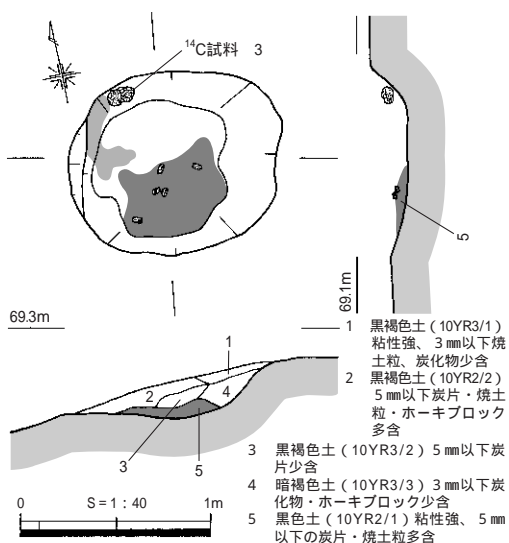 ¹⁴C試料 3
5
69.1m
69.3m
1
2
4
3
5
1 黒褐色土(10YR3/1)
粘性強、3㎜以下焼
土粒、炭化物少含
2 黒褐色土(10YR2/2)
5㎜以下炭片・焼土
粒・ホーキブロック
多含
3 黒褐色土(10YR3/2)5㎜以下炭
片少含
4 暗褐色土(10YR3/3)3㎜以下炭
化物・ホーキブロック少含
5 黒色土(10YR2/1)粘性強、5㎜
以下の炭片・焼土粒多含
0 S=1:40 1m